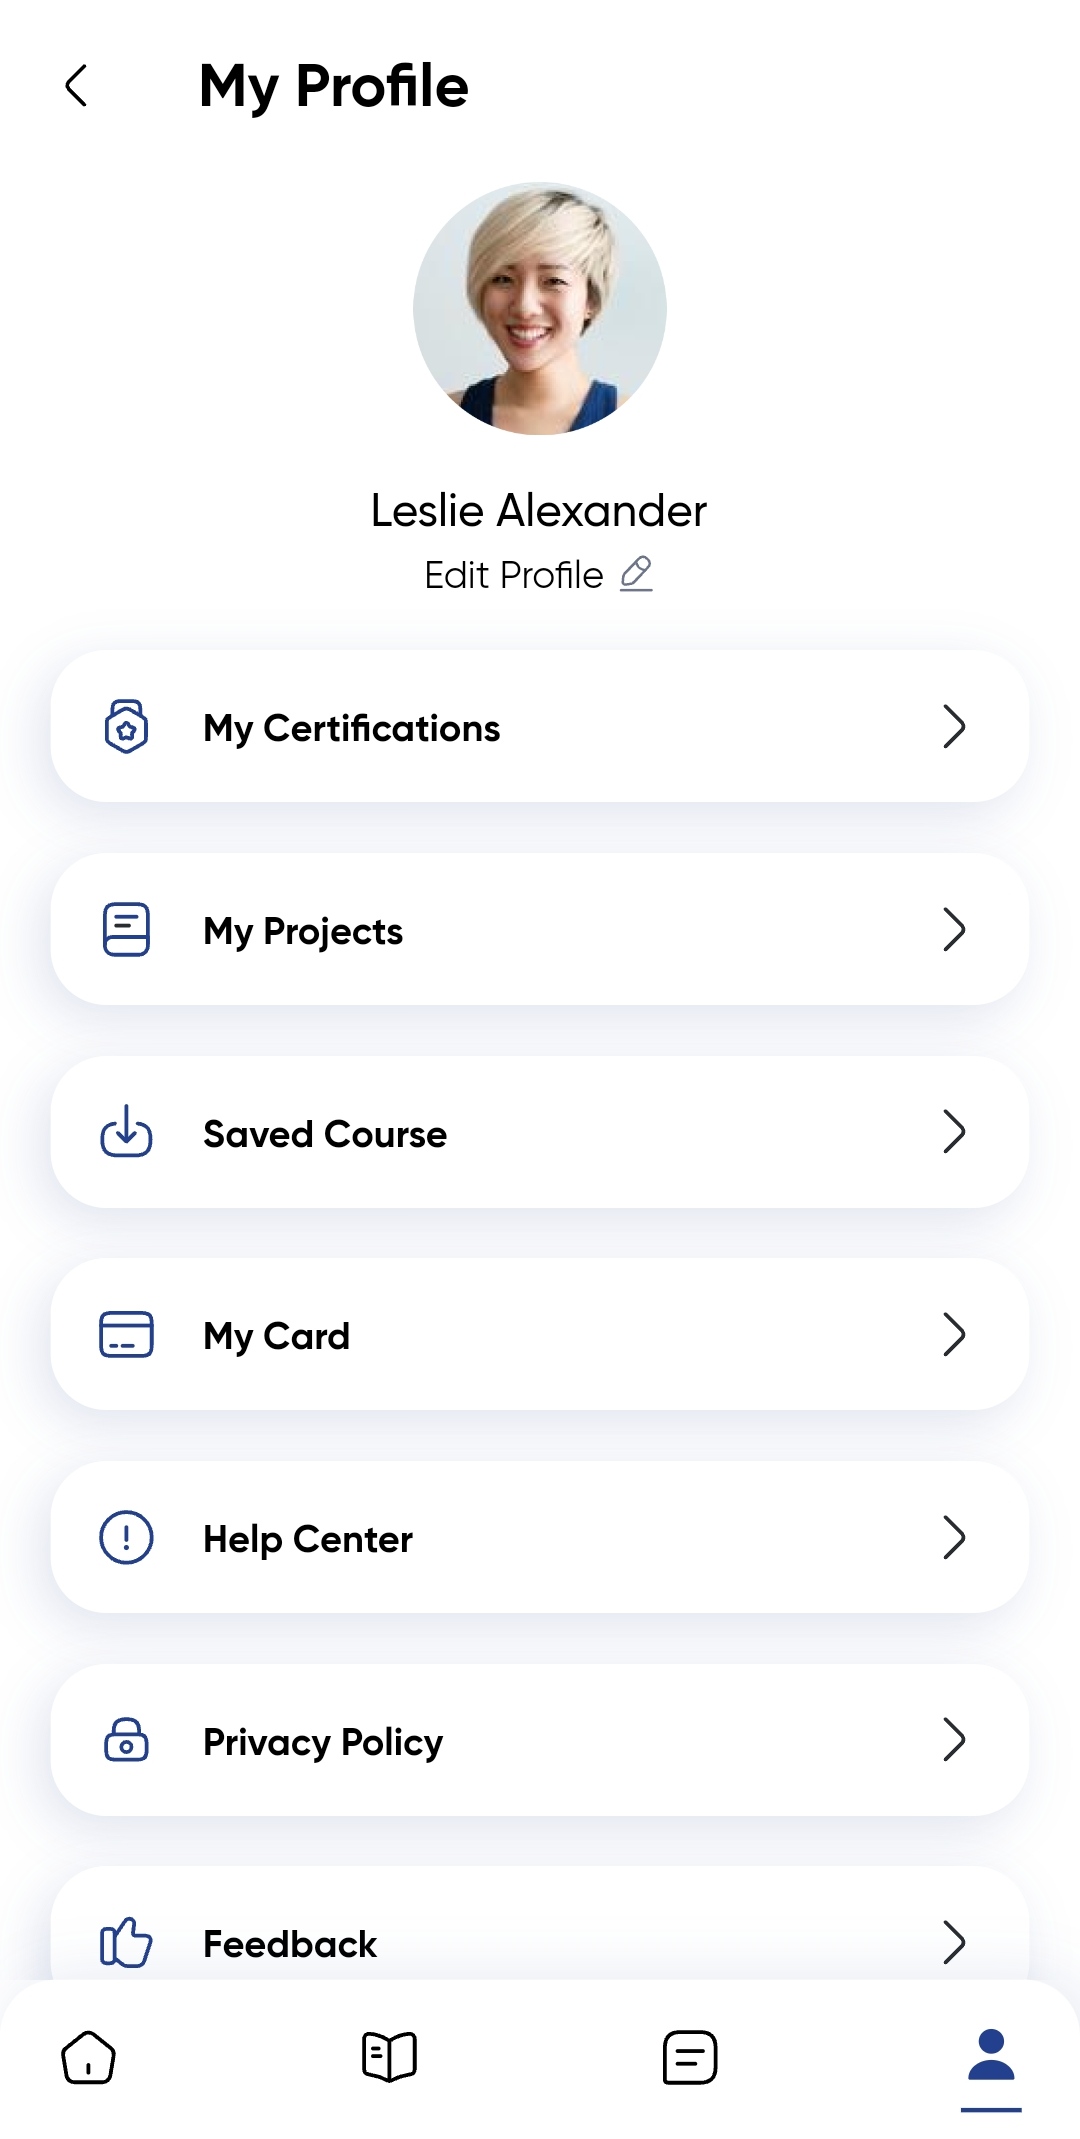 My Profile
Leslie Alexander
Edit Profile
My Certifications
My Projects
Saved Course
My Card
Help Center
Privacy Policy
Feedback